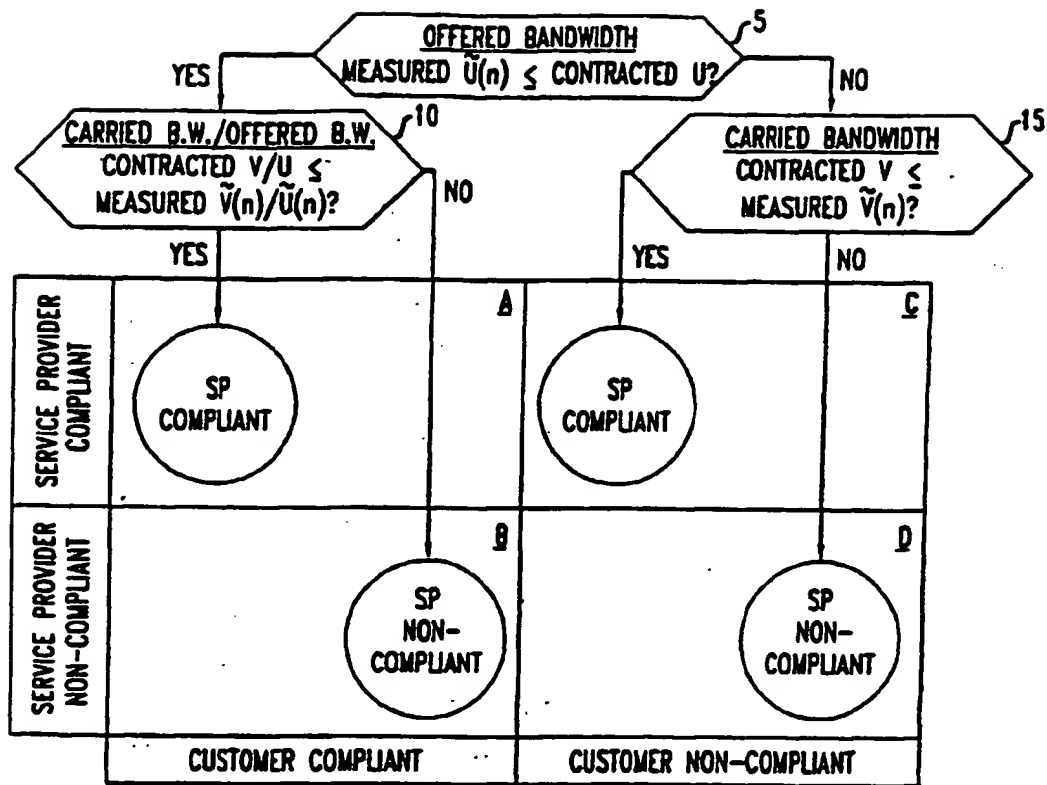 5
OFFERED BANDWIDTH
MEASURED Ũ(n) ≤ CONTRACTED U?
YES
NO
10
CARRIED B.W./OFFERED B.W.
CONTRACTED V/U ≤
MEASURED Ṽ(n)/Ũ(n)?
15
CARRIED BANDWIDTH
CONTRACTED V ≤
MEASURED Ṽ(n)?
YES
NO
YES
NO
SERVICE PROVIDER
COMPLIANT
A
SP
COMPLIANT
C
SP
COMPLIANT
SERVICE PROVIDER
NON-COMPLIANT
B
SP
NON-
COMPLIANT
D
SP
NON-
COMPLIANT
CUSTOMER COMPLIANT
CUSTOMER NON-COMPLIANT